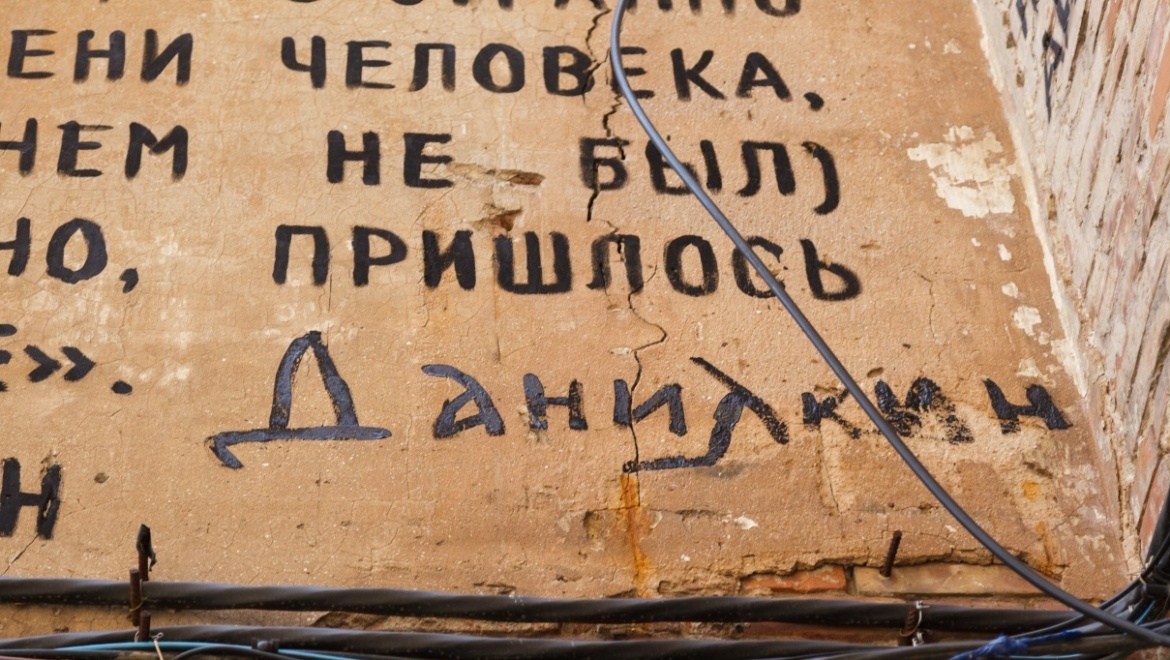 ЕНИ ЧЕЛОВЕКА,
НЕМ НЕ БЫЛ)
НО, ПРИШЛОСЬ
Е». Данилкин
Н